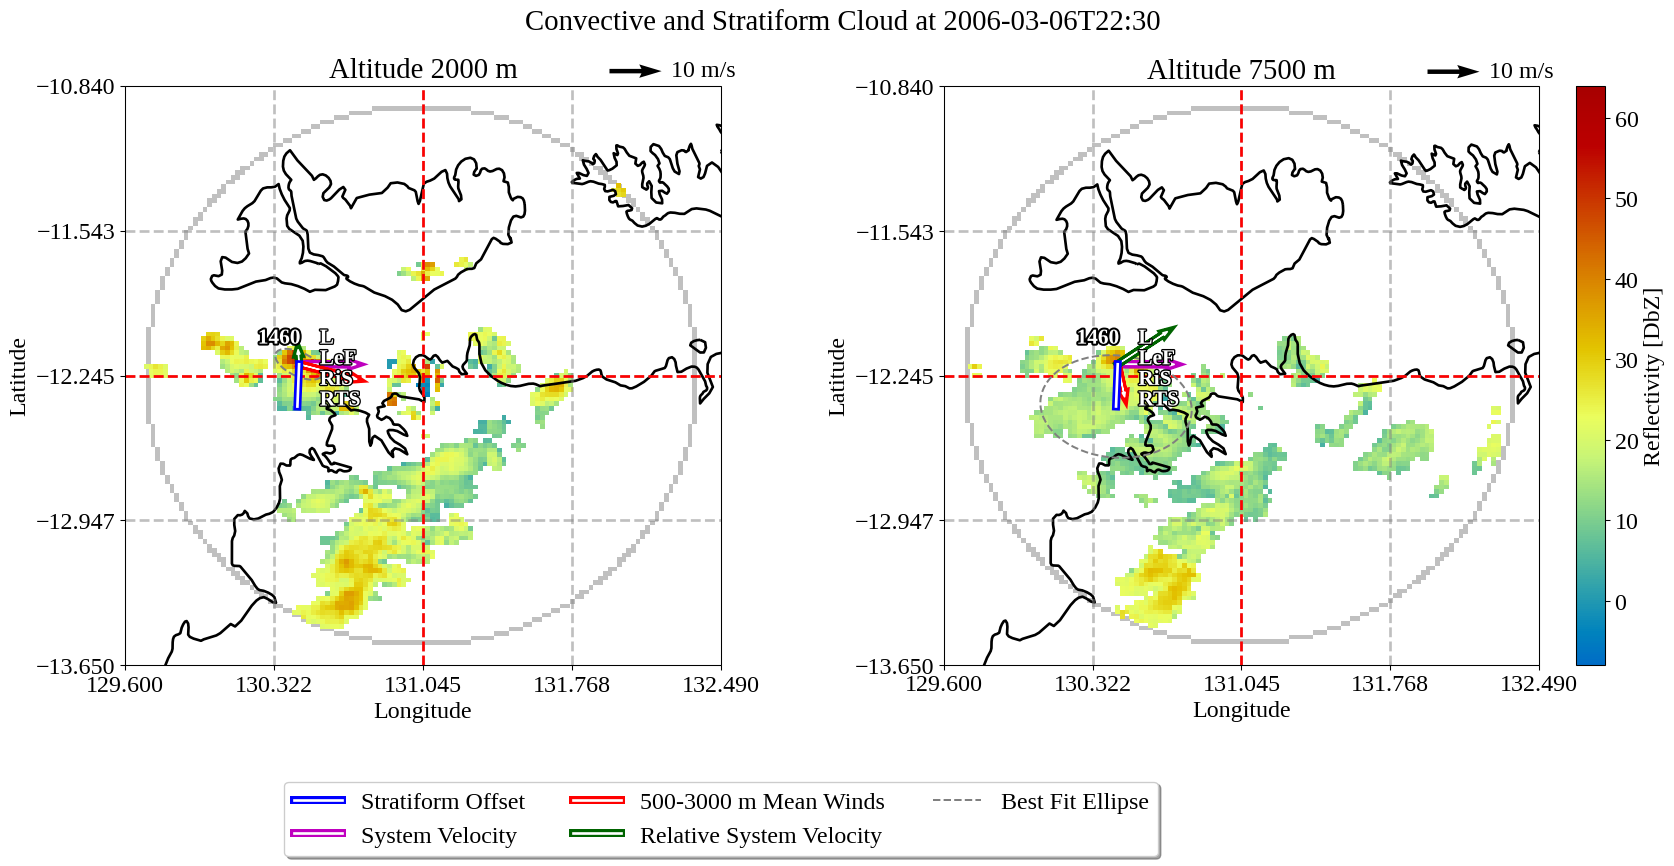 Convective and Stratiform Cloud at 2006-03-06T22:30
Altitude 2000 m
10 m/s
−10.840
−11.543
−12.245
−12.947
−13.650
Latitude
129.600 130.322 131.045 131.768 132.490
Longitude
1460
L
LeF
RiS
RTS
Altitude 7500 m
10 m/s
−10.840
−11.543
−12.245
−12.947
−13.650
Latitude
129.600 130.322 131.045 131.768 132.490
Longitude
1460
L
LeF
RiS
RTS
60
50
40
30
20
10
0
Reflectivity [DbZ]
Stratiform Offset
System Velocity
500-3000 m Mean Winds
Relative System Velocity
Best Fit Ellipse